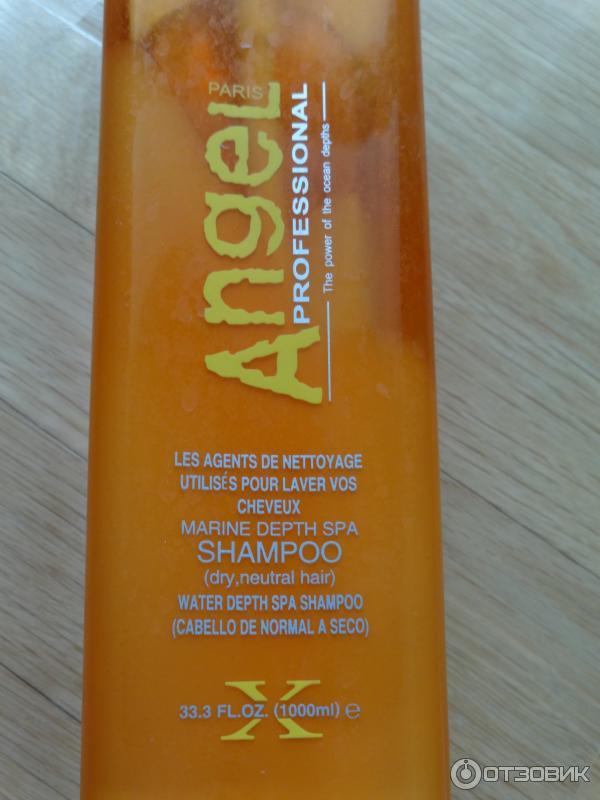 PARIS
AngeL
PROFESSIONAL
The power of the ocean depths
LES AGENTS DE NETTOYAGE
UTILISÉS POUR LAVER VOS
CHEVEUX
MARINE DEPTH SPA
SHAMPOO
(dry,neutral hair)
WATER DEPTH SPA SHAMPOO
(CABELLO DE NORMAL A SECO)
X
33.3 FL.OZ. (1000ml) e
ОТЗОВИК